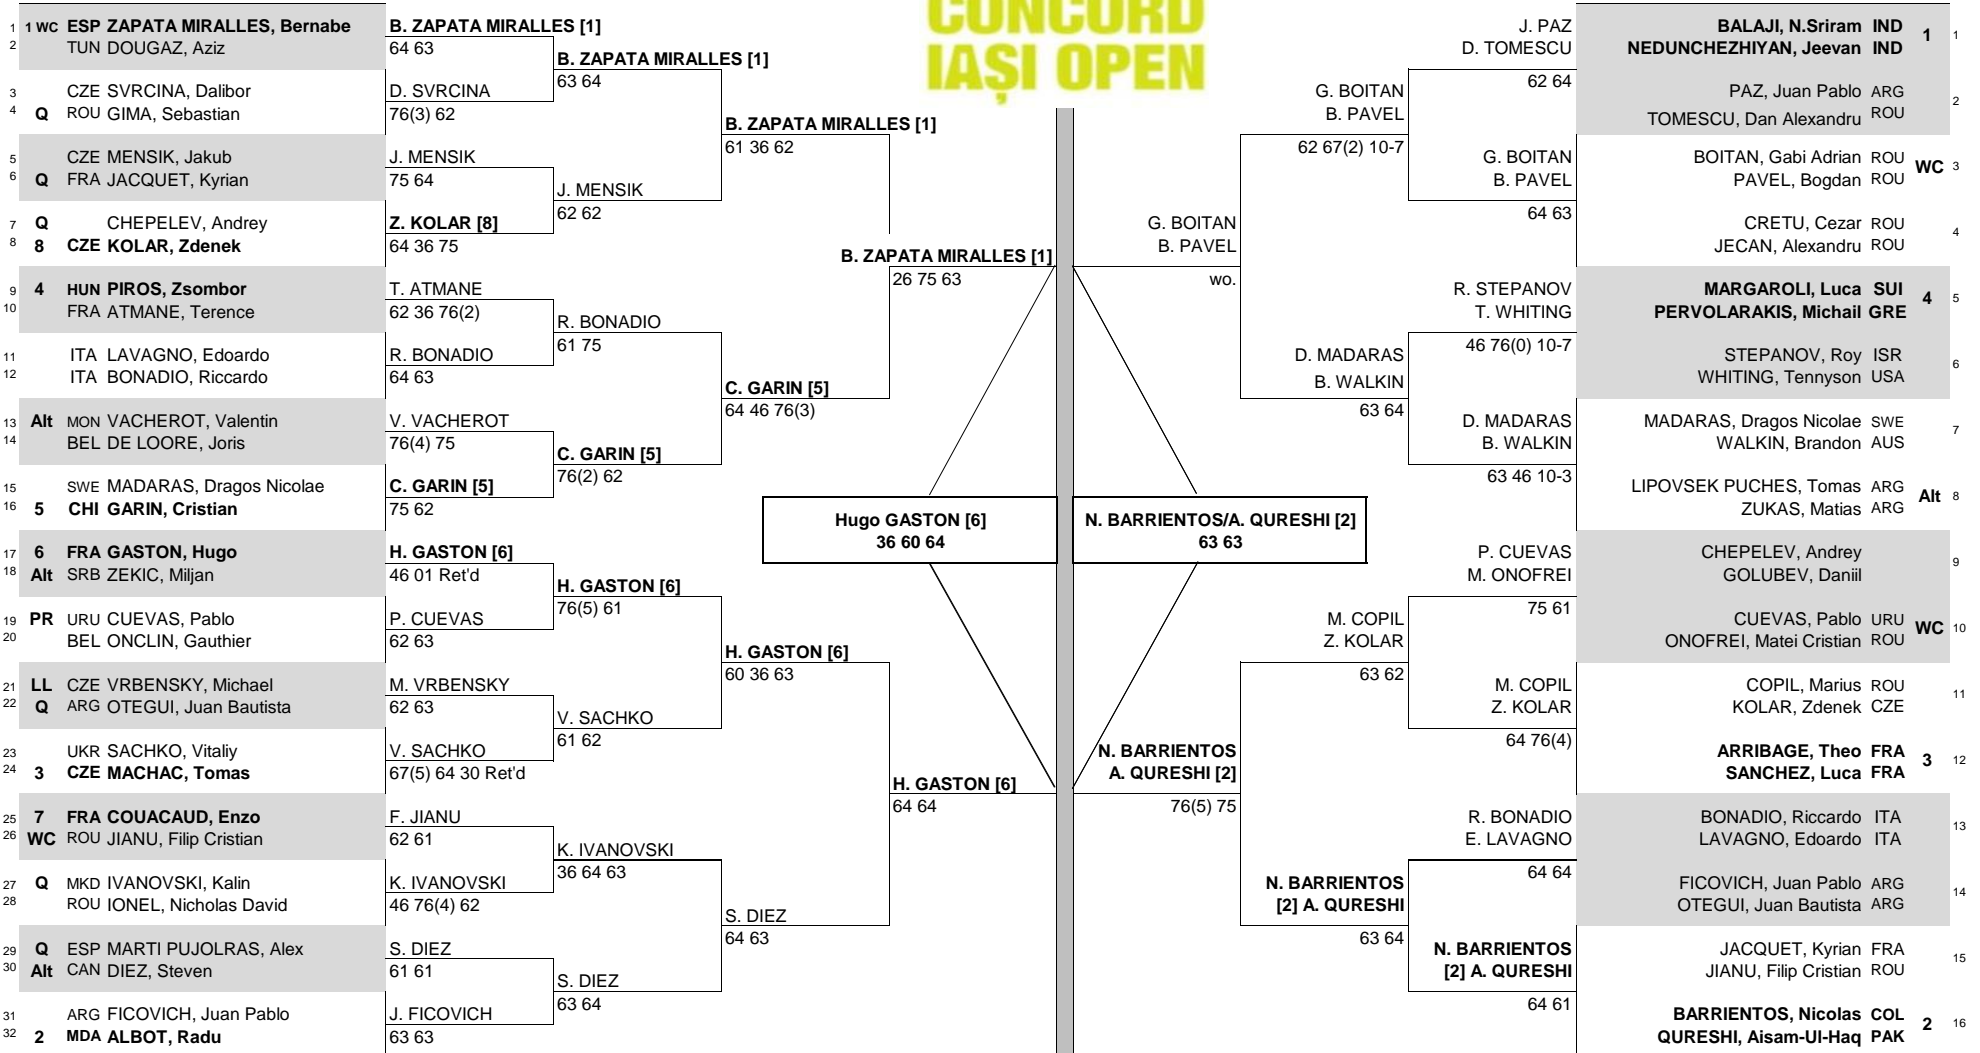 CONCORD
IAȘI OPEN
1 1 WC ESP ZAPATA MIRALLES, Bernabe
2 TUN DOUGAZ, Aziz
3 CZE SVRCINA, Dalibor
4 Q ROU GIMA, Sebastian
5 CZE MENSIK, Jakub
6 Q FRA JACQUET, Kyrian
7 Q CHEPELEV, Andrey
8 8 CZE KOLAR, Zdenek
9 4 HUN PIROS, Zsombor
10 FRA ATMANE, Terence
11 ITA LAVAGNO, Edoardo
12 ITA BONADIO, Riccardo
13 Alt MON VACHEROT, Valentin
14 BEL DE LOORE, Joris
15 SWE MADARAS, Dragos Nicolae
16 5 CHI GARIN, Cristian
17 6 FRA GASTON, Hugo
18 Alt SRB ZEKIC, Miljan
19 PR URU CUEVAS, Pablo
20 BEL ONCLIN, Gauthier
21 LL CZE VRBENSKY, Michael
22 Q ARG OTEGUI, Juan Bautista
23 UKR SACHKO, Vitaliy
24 3 CZE MACHAC, Tomas
25 7 FRA COUACAUD, Enzo
26 WC ROU JIANU, Filip Cristian
27 Q MKD IVANOVSKI, Kalin
28 ROU IONEL, Nicholas David
29 Q ESP MARTI PUJOLRAS, Alex
30 Alt CAN DIEZ, Steven
31 ARG FICOVICH, Juan Pablo
32 2 MDA ALBOT, Radu
B. ZAPATA MIRALLES [1]
64 63
D. SVRCINA
76(3) 62
J. MENSIK
75 64
Z. KOLAR [8]
64 36 75
T. ATMANE
62 36 76(2)
R. BONADIO
64 63
V. VACHEROT
76(4) 75
C. GARIN [5]
75 62
H. GASTON [6]
46 01 Ret'd
P. CUEVAS
62 63
M. VRBENSKY
62 63
V. SACHKO
67(5) 64 30 Ret'd
F. JIANU
62 61
K. IVANOVSKI
46 76(4) 62
S. DIEZ
61 61
J. FICOVICH
63 63
B. ZAPATA MIRALLES [1]
63 64
J. MENSIK
62 62
R. BONADIO
61 75
C. GARIN [5]
76(2) 62
H. GASTON [6]
76(5) 61
V. SACHKO
61 62
K. IVANOVSKI
36 64 63
S. DIEZ
63 64
B. ZAPATA MIRALLES [1]
61 36 62
C. GARIN [5]
64 46 76(3)
H. GASTON [6]
60 36 63
S. DIEZ
64 63
B. ZAPATA MIRALLES [1]
26 75 63
H. GASTON [6]
64 64
Hugo GASTON [6]
36 60 64
N. BARRIENTOS/A. QURESHI [2]
63 63
G. BOITAN
B. PAVEL
wo.
N. BARRIENTOS
A. QURESHI [2]
76(5) 75
G. BOITAN
B. PAVEL
62 67(2) 10-7
D. MADARAS
B. WALKIN
63 64
M. COPIL
Z. KOLAR
63 62
N. BARRIENTOS
[2] A. QURESHI
63 64
J. PAZ
D. TOMESCU
62 64
G. BOITAN
B. PAVEL
64 63
R. STEPANOV
T. WHITING
46 76(0) 10-7
D. MADARAS
B. WALKIN
63 46 10-3
P. CUEVAS
M. ONOFREI
75 61
M. COPIL
Z. KOLAR
64 76(4)
R. BONADIO
E. LAVAGNO
64 64
N. BARRIENTOS
[2] A. QURESHI
64 61
BALAJI, N.Sriram IND
NEDUNCHEZHIYAN, Jeevan IND
1 1
PAZ, Juan Pablo ARG
TOMESCU, Dan Alexandru ROU
2
BOITAN, Gabi Adrian ROU
PAVEL, Bogdan ROU
WC 3
CRETU, Cezar ROU
JECAN, Alexandru ROU
4
MARGAROLI, Luca SUI
PERVOLARAKIS, Michail GRE
4 5
STEPANOV, Roy ISR
WHITING, Tennyson USA
6
MADARAS, Dragos Nicolae SWE
WALKIN, Brandon AUS
7
LIPOVSEK PUCHES, Tomas ARG
ZUKAS, Matias ARG
Alt 8
CHEPELEV, Andrey
GOLUBEV, Daniil
9
CUEVAS, Pablo URU
ONOFREI, Matei Cristian ROU
WC 10
COPIL, Marius ROU
KOLAR, Zdenek CZE
11
ARRIBAGE, Theo FRA
SANCHEZ, Luca FRA
3 12
BONADIO, Riccardo ITA
LAVAGNO, Edoardo ITA
13
FICOVICH, Juan Pablo ARG
OTEGUI, Juan Bautista ARG
14
JACQUET, Kyrian FRA
JIANU, Filip Cristian ROU
15
BARRIENTOS, Nicolas COL
QURESHI, Aisam-Ul-Haq PAK
2 16